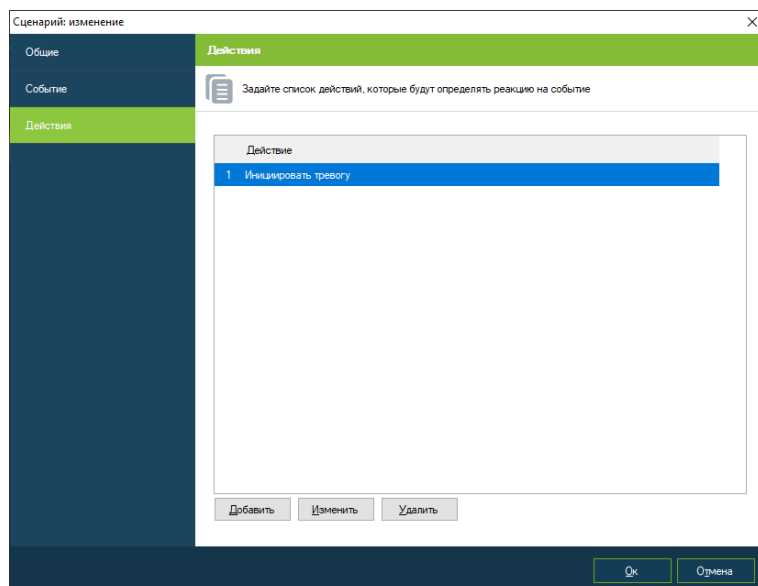 Сценарий: изменение
Общие
Событие
Действия
Действия
Задайте список действий, которые будут определять реакцию на событие
Действие
1 Инициировать тревогу
Добавить Изменить Удалить
Ок Отмена